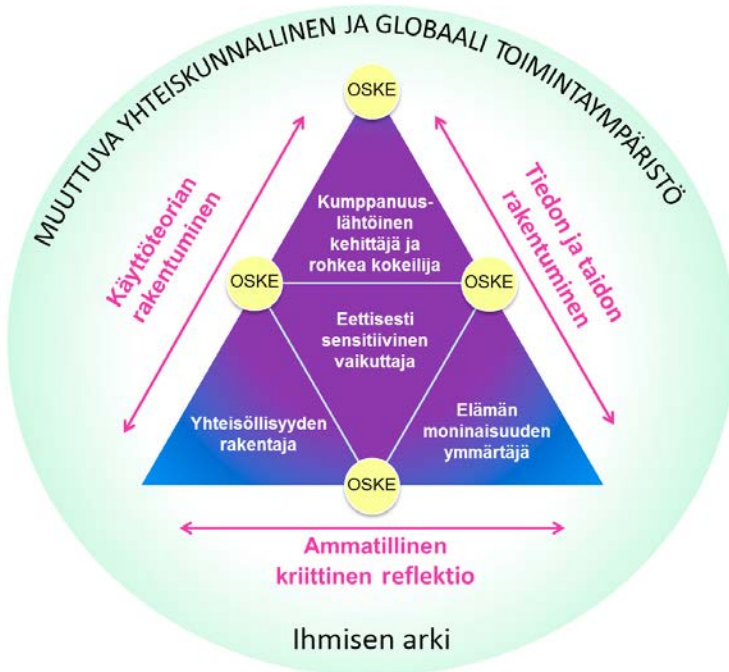 MUUTTUVA YHTEISKUNNALLINEN JA GLOBAALI TOIMINTAYMPÄRISTÖ
OSKE
Käyttöteorian
rakentuminen
Tiedon ja taidon
rakentuminen
Kumppanuus-
lähtöinen
kehittäjä ja
rohkea kokeilija
OSKE
OSKE
Eettisesti
sensitiivinen
vaikuttaja
Yhteisöllisyyden
rakentaja
Elämän
moninaisuuden
ymmärtäjä
OSKE
Ammatillinen
kriittinen reflektio
Ihmisen arki